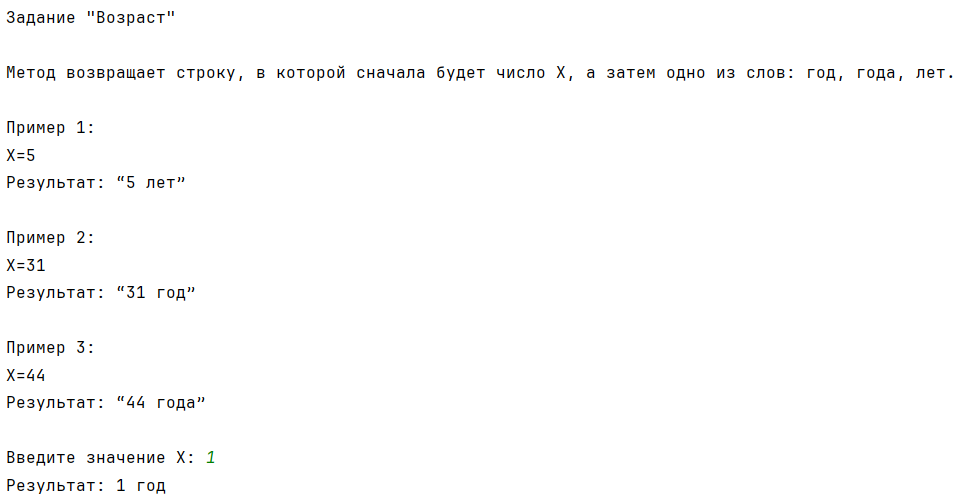 Задание "Возраст"
Метод возвращает строку, в которой сначала будет число X, а затем одно из слов: год, года, лет.
Пример 1:
X=5
Результат: “5 лет”
Пример 2:
X=31
Результат: “31 год”
Пример 3:
X=44
Результат: “44 года”
Введите значение X: 1
Результат: 1 год